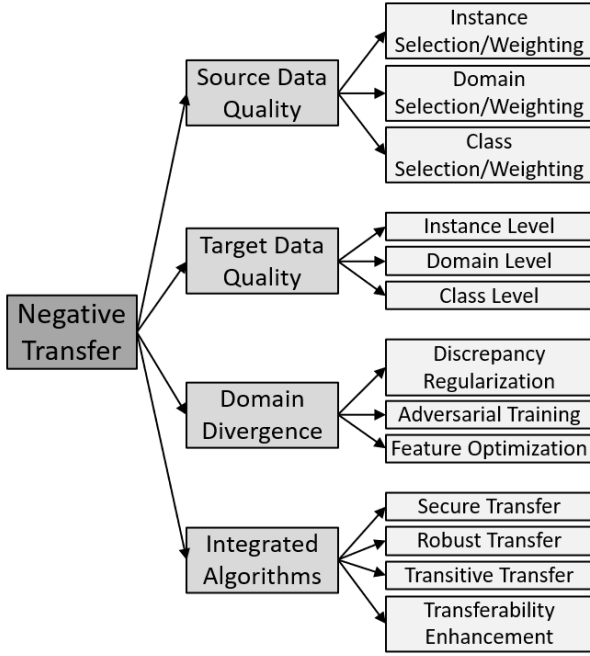 Negative
Transfer
Source Data
Quality
Instance
Selection/Weighting
Domain
Selection/Weighting
Class
Selection/Weighting
Target Data
Quality
Instance Level
Domain Level
Class Level
Domain
Divergence
Discrepancy
Regularization
Adversarial Training
Feature Optimization
Integrated
Algorithms
Secure Transfer
Robust Transfer
Transitive Transfer
Transferability
Enhancement